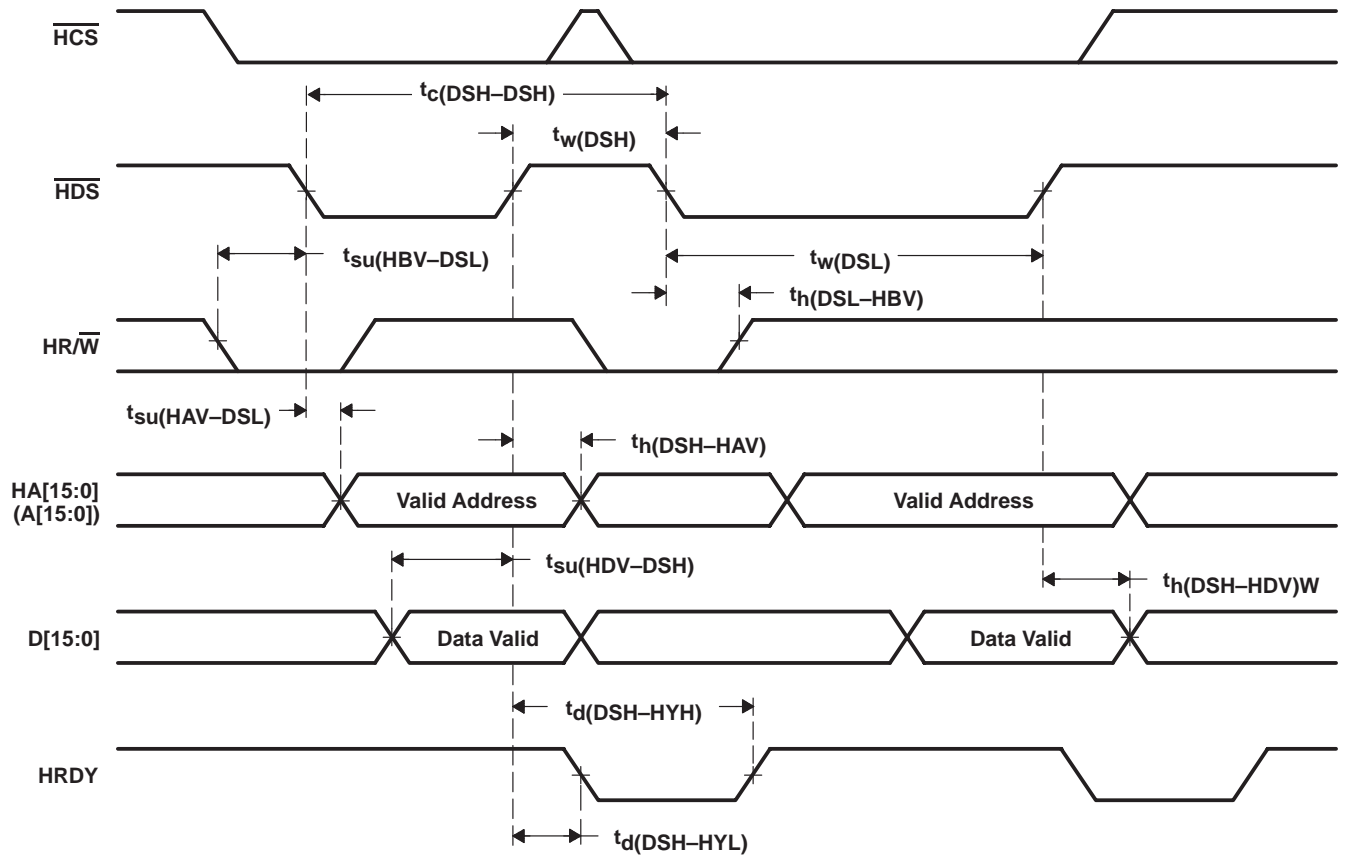 HCS
tc(DSH–DSH)
tw(DSH)
HDS
tsu(HBV–DSL)
tw(DSL)
th(DSL–HBV)
HR/W
tsu(HAV–DSL)
th(DSH–HAV)
HA[15:0]
(A[15:0])
Valid Address
Valid Address
tsu(HDV–DSH)
th(DSH–HDV)W
D[15:0]
Data Valid
Data Valid
td(DSH–HYH)
HRDY
td(DSH–HYL)